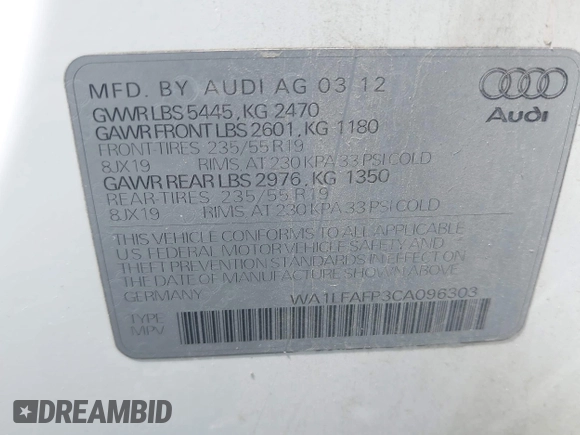 MFD. BY AUDI AG 03 12
GVWR LBS 5445, KG 2470
GAWR FRONT LBS 2601, KG 1180
FRONT-TIRES 235/55 R19
8JX19 RIMS AT 230 KPA 33 PSI COLD
GAWR REAR LBS 2976, KG 1350
REAR-TIRES 235/55 R19
8JX19 RIMS AT 230 KPA 33 PSI COLD
THIS VEHICLE CONFORMS TO ALL APPLICABLE
U.S FEDERAL MOTOR VEHICLE SAFETY AND
THEFT PREVENTION STANDARDS IN EFFECT ON
THE DATE OF MANUFACTURE SHOWN ABOVE
GERMANY WA1LFAFP3CA096303
TYPE
MPV
Audi
DREAMBID